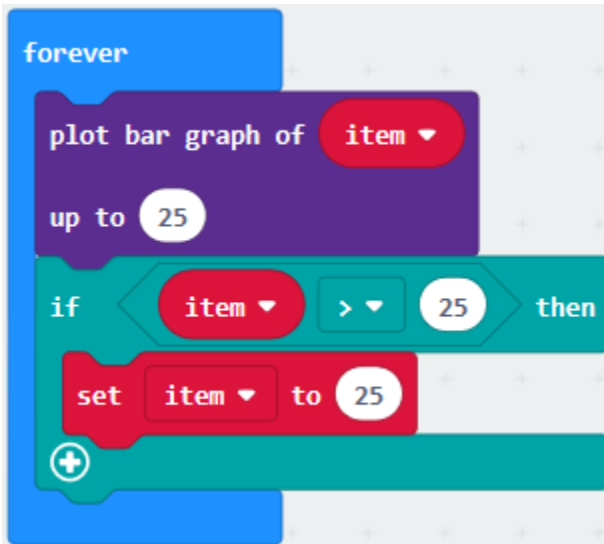 forever
plot bar graph of item
up to 25
if item > 25 then
set item to 25